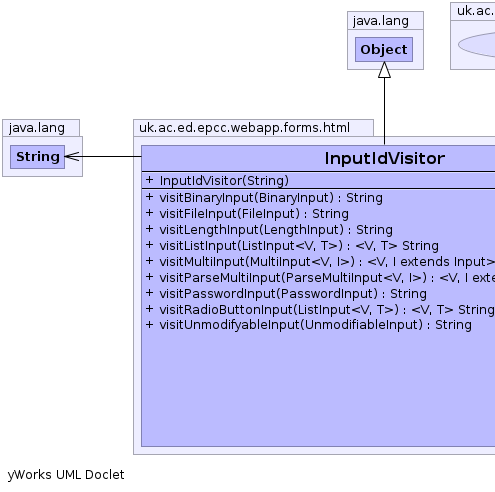 java.lang
Object
uk.ac.
java.lang
String
uk.ac.ed.epcc.webapp.forms.html
InputIdVisitor
+ InputIdVisitor(String)
+ visitBinaryInput(BinaryInput) : String
+ visitFileInput(FileInput) : String
+ visitLengthInput(LengthInput) : String
+ visitListInput(ListInput<V, T>) : <V, T> String
+ visitMultiInput(MultiInput<V, I>) : <V, I extends Input>
+ visitParseMultiInput(ParseMultiInput<V, I>) : <V, I exte
+ visitPasswordInput(PasswordInput) : String
+ visitRadioButtonInput(ListInput<V, T>) : <V, T> String
+ visitUnmodifyableInput(UnmodifiableInput) : String
yWorks UML Doclet